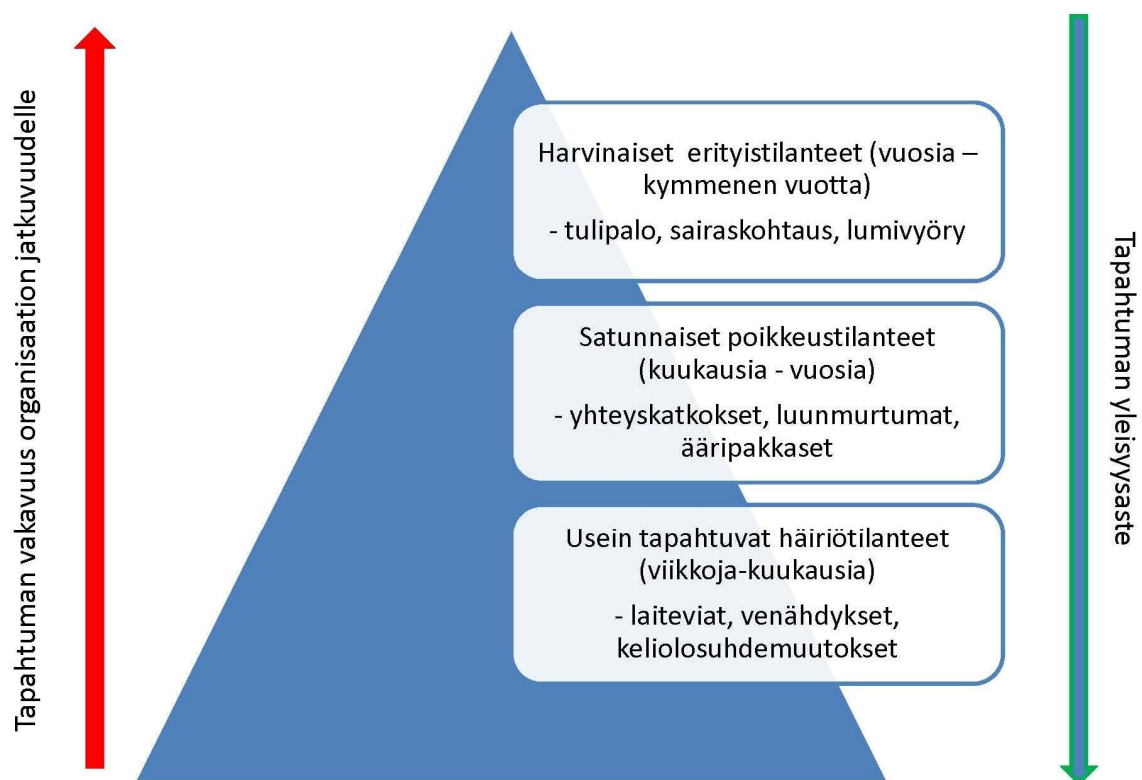 Tapahtuman vakavuus organisaation jatkuvuudelle
Harvinaiset erityistilanteet (vuosia –
kymmenen vuotta)
- tulipalo, sairaskohtaus, lumivyöry
Satunnaiset poikkeustilanteet
(kuukausia - vuosia)
- yhteyskatkokset, luunmurtumat,
ääripakkaset
Usein tapahtuvat häiriötilanteet
(viikkoja-kuukausia)
- laiteviat, venähdykset,
keliolosuhdemuutokset
Tapahtuman yleisyysaste